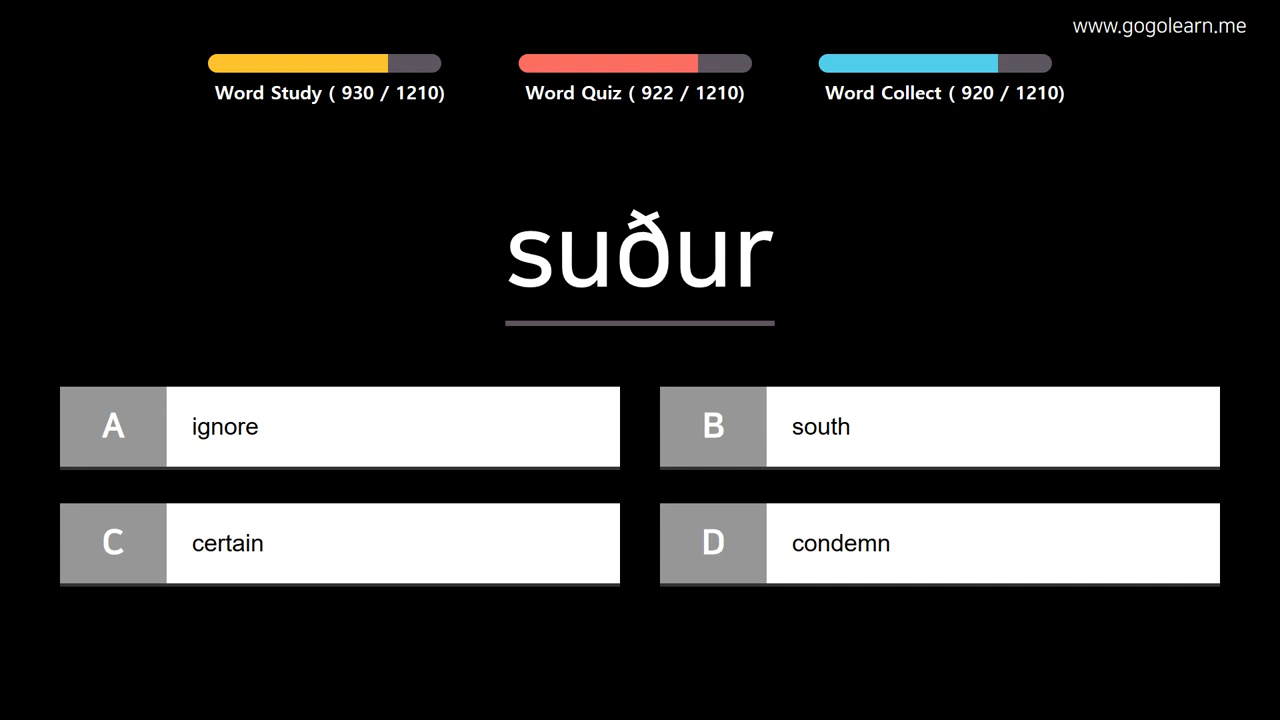 www.gogolearn.me
Word Study ( 930 / 1210)
Word Quiz ( 922 / 1210)
Word Collect ( 920 / 1210)
suður
A ignore
B south
C certain
D condemn